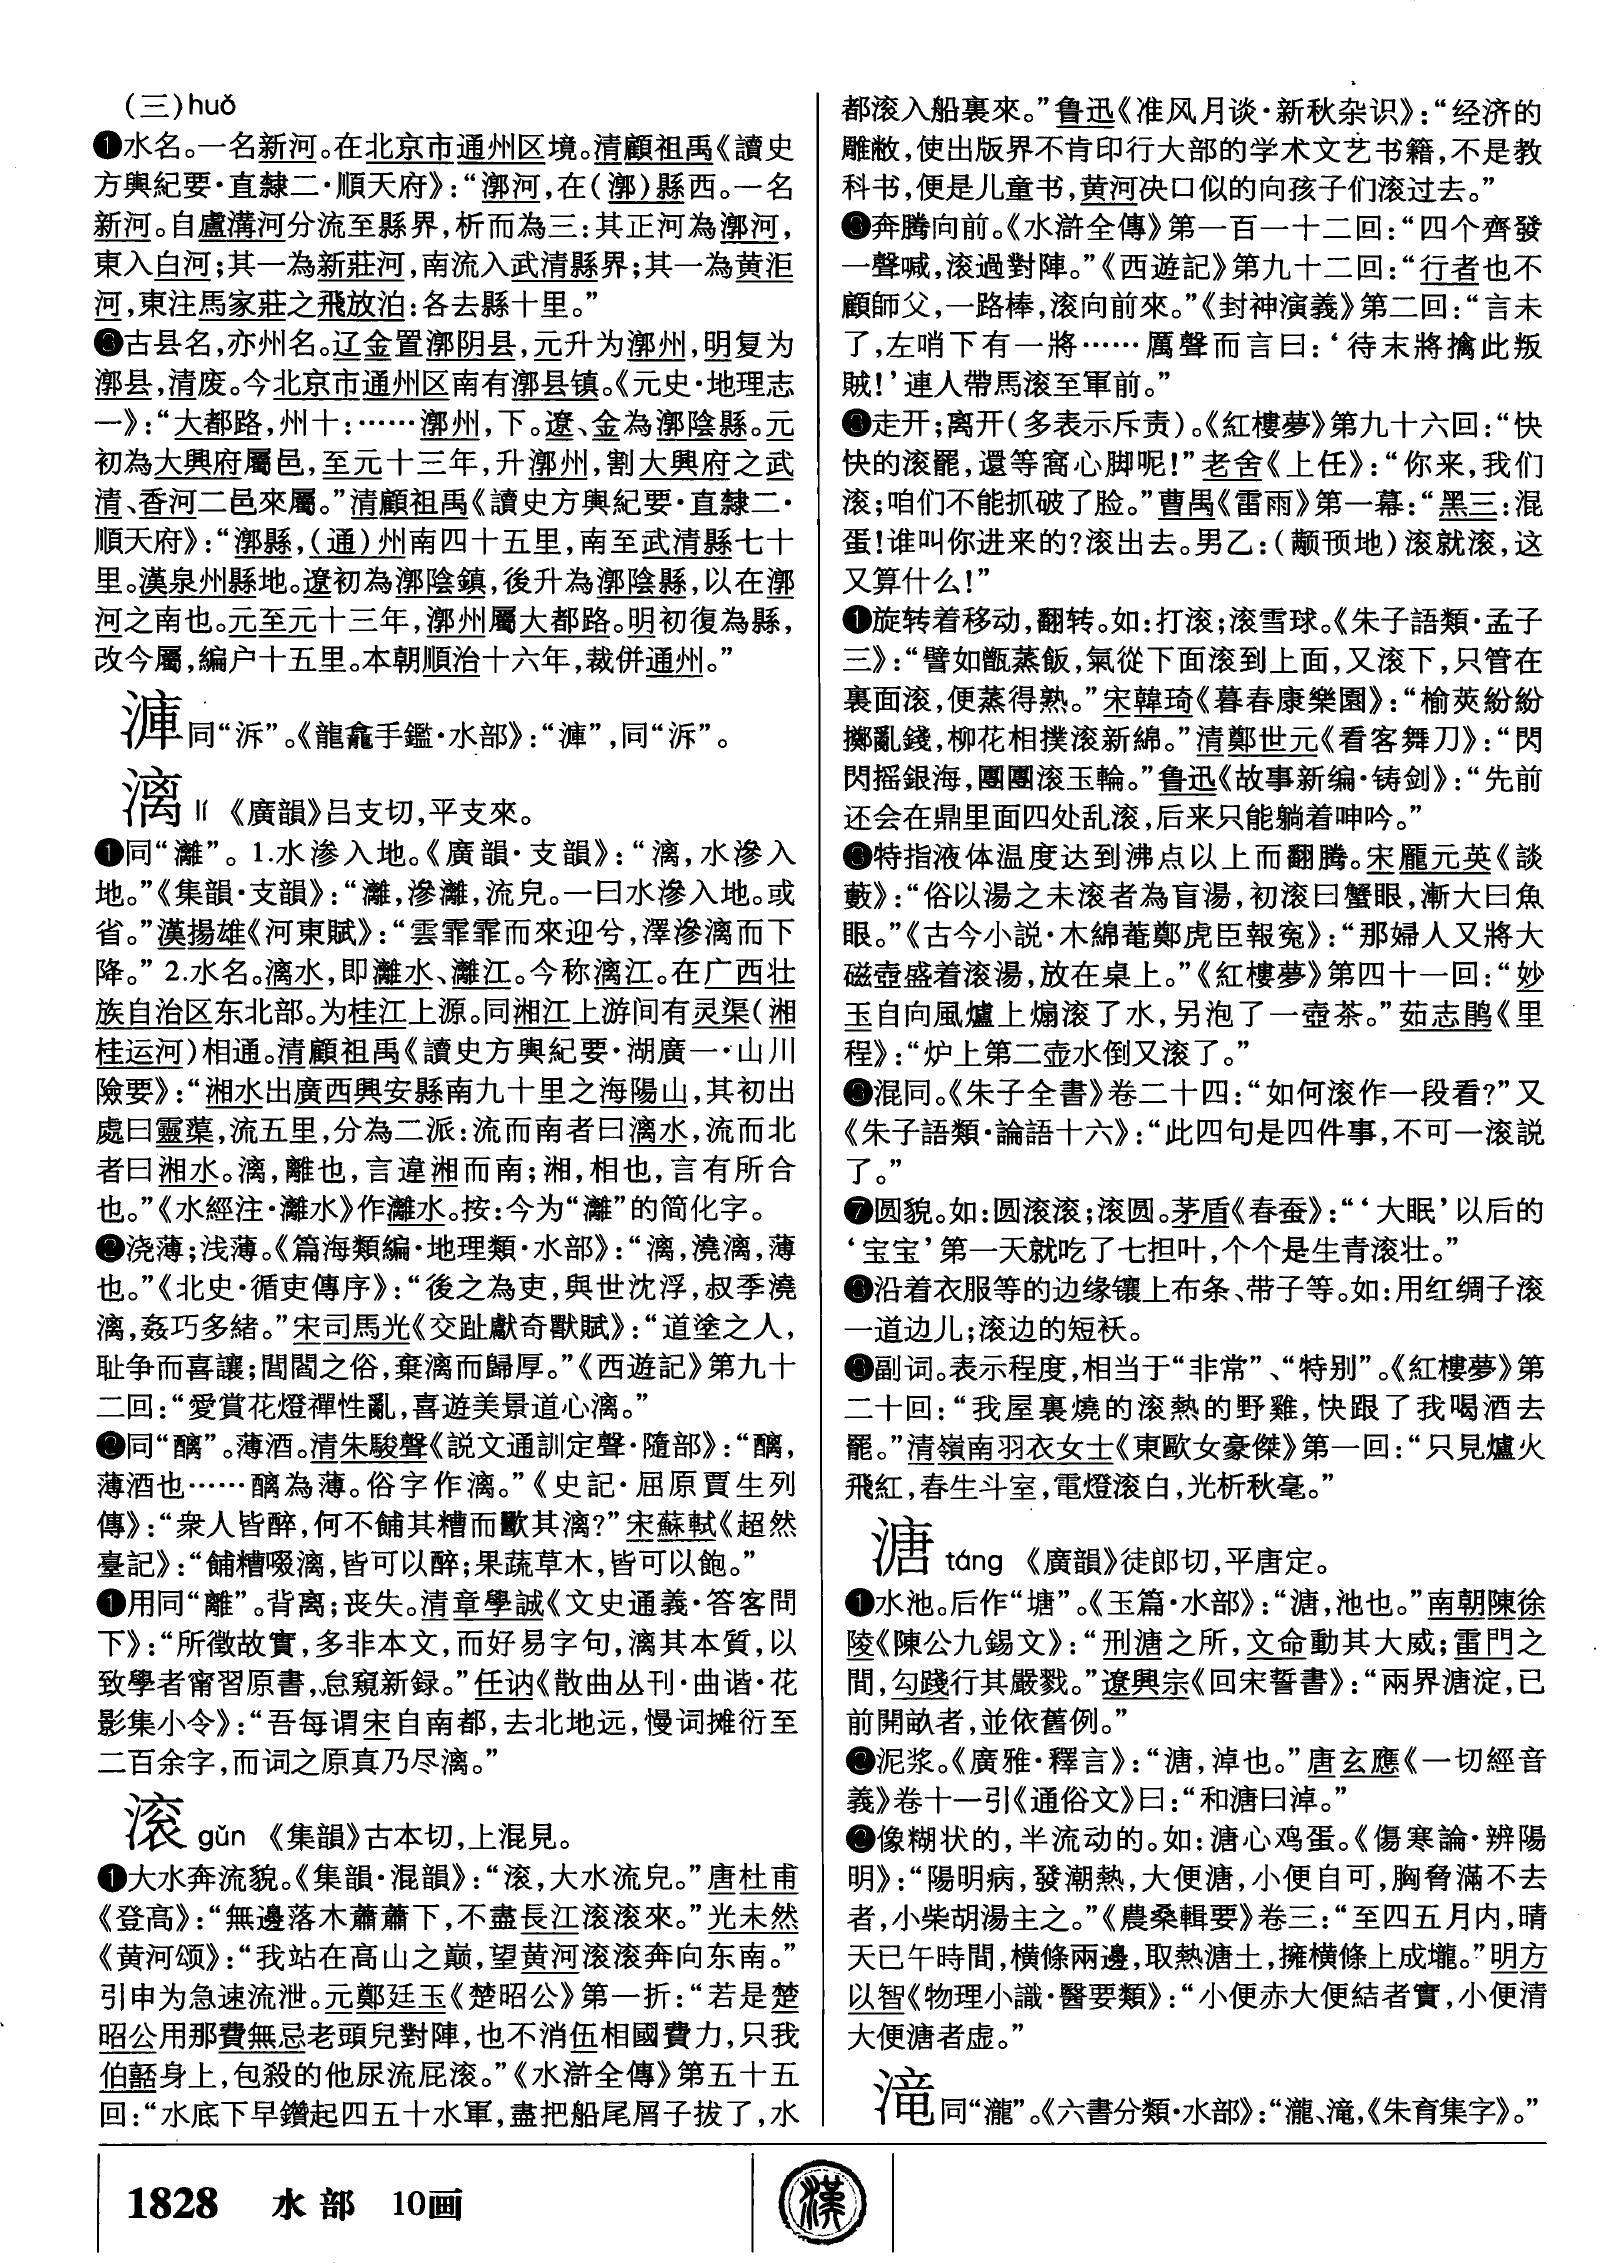 (三)huǒ
❶水名。一名新河。在北京市通州区境。清顧祖禹《讀史
方輿紀要·直隸二·順天府》：“漷河，在(漷)縣西。一名
新河。自盧溝河分流至縣界，析而為三：其正河為漷河，
東入白河；其一為新莊河，南流入武清縣界；其一為黄洰
河，東注馬家莊之飛放泊：各去縣十里。”
古县名，亦州名。辽金置漷阴县，元升为漷州，明复为
漷县，清废。今北京市通州区南有漷县镇。《元史·地理志
一》：“大都路，州十：……漷州，下。遼、金為漷陰縣。元
初為大興府屬邑，至元十三年，升漷州，割大興府之武
清、香河二邑來屬。”清顧祖禹《讀史方輿紀要·直隸二·
順天府》：“漷縣，(通)州南四十五里，南至武清縣七十
里。漢泉州縣地。遼初為漷陰鎮，後升為漷陰縣，以在漷
河之南也。元至元十三年，漷州屬大都路。明初復為縣，
改今屬，編户十五里。本朝順治十六年，裁併通州。”
同“泝”。《龍龕手鑑·水部》：“”，同“泝”。
漓 lí 《廣韻》吕支切，平支來。
❶同“灕”。1.水渗入地。《廣韻·支韻》：“漓，水滲入
地。”《集韻·支韻》：“灕，滲灕，流皃。一曰水滲入地。或
省。”漢揚雄《河東賦》：“雲霏霏而來迎兮，澤滲漓而下
降。” 2.水名。漓水，即灕水、灕江。今称漓江。在广西壮
族自治区东北部。为桂江上源。同湘江上游间有灵渠(湘
桂运河)相通。清顧祖禹《讀史方輿紀要·湖廣一·山川
險要》：“湘水出廣西興安縣南九十里之海陽山，其初出
處曰靈蕖，流五里，分為二派：流而南者曰漓水，流而北
者曰湘水。漓，離也，言違湘而南；湘，相也，言有所合
也。”《水經注·灕水》作灕水。按：今为“灕”的简化字。
❷浇薄；浅薄。《篇海類編·地理類·水部》：“漓，澆漓，薄
也。”《北史·循吏傳序》：“後之為吏，與世沈浮，叔季澆
漓，姦巧多緒。”宋司馬光《交趾獻奇獸賦》：“道塗之人，
耻争而喜讓；閭閻之俗，棄漓而歸厚。”《西遊記》第九十
二回：“愛賞花燈禪性亂，喜遊美景道心漓。”
同“醨”。薄酒。清朱駿聲《説文通訓定聲·隨部》：“醨，
薄酒也……醨為薄。俗字作漓。”《史記·屈原賈生列
傳》：“衆人皆醉，何不餔其糟而歠其漓？”宋蘇軾《超然
臺記》：“餔糟啜漓，皆可以醉；果蔬草木，皆可以飽。”
用同“離”。背离；丧失。清章學誠《文史通義·答客問
下》：“所徵故實，多非本文，而好易字句，漓其本質，以
致學者甯習原書，怠窺新録。”任讷《散曲丛刊·曲谐·花
影集小令》：“吾每谓宋自南都，去北地远，慢词摊衍至
二百余字，而词之原真乃尽漓。”
滚 gǔn 《集韻》古本切，上混見。
❶大水奔流貌。《集韻·混韻》：“滚，大水流皃。”唐杜甫
《登高》：“無邊落木蕭蕭下，不盡長江滚滚來。”光未然
《黄河颂》：“我站在高山之巅，望黄河滚滚奔向东南。”
引申为急速流泄。元鄭廷玉《楚昭公》第一折：“若是楚
昭公用那費無忌老頭兒對陣，也不消伍相國費力，只我
伯嚭身上，包殺的他尿流屁滚。”《水滸全傳》第五十五
回：“水底下早鑽起四五十水軍，盡把船尾屑子拔了，水
都滚入船裏來。”鲁迅《准风月谈·新秋杂识》：“经济的
雕敝，使出版界不肯印行大部的学术文艺书籍，不是教
科书，便是儿童书，黄河决口似的向孩子们滚过去。”
奔腾向前。《水滸全傳》第一百一十二回：“四个齊發
一聲喊，滚過對陣。”《西遊記》第九十二回：“行者也不
顧師父，一路棒，滚向前來。”《封神演義》第二回：“言未
了，左哨下有一將……厲聲而言曰：‘待末將擒此叛
賊！’連人帶馬滚至軍前。”
走开；离开(多表示斥责)。《紅樓夢》第九十六回：“快
快的滚罷，還等窩心脚呢！”老舍《上任》：“你来，我们
滚；咱们不能抓破了脸。”曹禺《雷雨》第一幕：“黑三：混
蛋！谁叫你进来的？滚出去。男乙：(颟顸地)滚就滚，这
又算什么！”
旋转着移动，翻转。如：打滚；滚雪球。《朱子語類·孟子
三》：“譬如甑蒸飯，氣從下面滚到上面，又滚下，只管在
裏面滚，便蒸得熟。”宋韓琦《暮春康樂園》：“榆莢紛紛
擲亂錢，柳花相撲滚新綿。”清鄭世元《看客舞刀》：“閃
閃摇銀海，團團滚玉輪。”鲁迅《故事新编·铸剑》：“先前
还会在鼎里面四处乱滚，后来只能躺着呻吟。”
特指液体温度达到沸点以上而翻腾。宋龐元英《談
藪》：“俗以湯之未滚者為盲湯，初滚曰蟹眼，漸大曰魚
眼。”《古今小説·木綿菴鄭虎臣報寃》：“那婦人又將大
磁壺盛着滚湯，放在桌上。”《紅樓夢》第四十一回：“妙
玉自向風爐上煽滚了水，另泡了一壺茶。”茹志鹃《里
程》：“炉上第二壶水倒又滚了。”
混同。《朱子全書》卷二十四：“如何滚作一段看？”又
《朱子語類·論語十六》：“此四句是四件事，不可一滚説
了。”
❼圆貌。如：圆滚滚；滚圆。茅盾《春蚕》：“‘大眠’以后的
‘宝宝’第一天就吃了七担叶，个个是生青滚壮。”
沿着衣服等的边缘镶上布条、带子等。如：用红绸子滚
一道边儿；滚边的短袄。
副词。表示程度，相当于“非常”、“特别”。《紅樓夢》第
二十回：“我屋裏燒的滚熱的野雞，快跟了我喝酒去
罷。”清嶺南羽衣女士《東歐女豪傑》第一回：“只見爐火
飛紅，春生斗室，電燈滚白，光析秋毫。”
溏 táng 《廣韻》徒郎切，平唐定。
❶水池。后作“塘”。《玉篇·水部》：“溏，池也。”南朝陳徐
陵《陳公九錫文》：“刑溏之所，文命動其大威；雷門之
間，勾踐行其嚴戮。”遼興宗《回宋誓書》：“兩界溏淀，已
前開畝者，並依舊例。”
❷泥浆。《廣雅·釋言》：“溏，淖也。”唐玄應《一切經音
義》卷十一引《通俗文》曰：“和溏曰淖。”
像糊状的，半流动的。如：溏心鸡蛋。《傷寒論·辨陽
明》：“陽明病，發潮熱，大便溏，小便自可，胸脅滿不去
者，小柴胡湯主之。”《農桑輯要》卷三：“至四五月内，晴
天已午時間，横條兩邊，取熱溏土，擁横條上成壠。”明方
以智《物理小識·醫要類》：“小便赤大便結者實，小便清
大便溏者虚。”
滝 同“瀧”。《六書分類·水部》：“瀧、滝，《朱育集字》。”
1828 水部 10画
漢